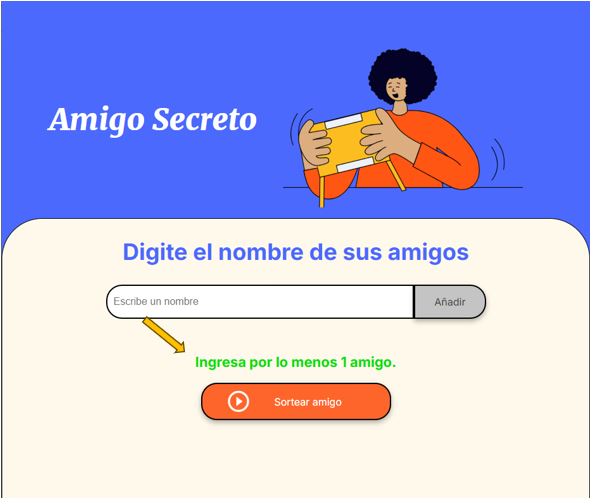 Amigo Secreto
Digite el nombre de sus amigos
Escribe un nombre
Añadir
Ingresa por lo menos 1 amigo.
Sortear amigo